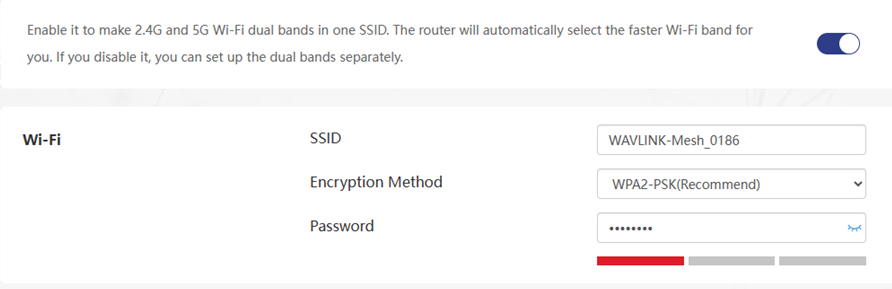 Enable it to make 2.4G and 5G Wi-Fi dual bands in one SSID. The router will automatically select the faster Wi-Fi band for
you. If you disable it, you can set up the dual bands separately.
Wi-Fi
SSID
WAVLINK-Mesh_0186
Encryption Method
WPA2-PSK(Recommend)
Password
••••••••